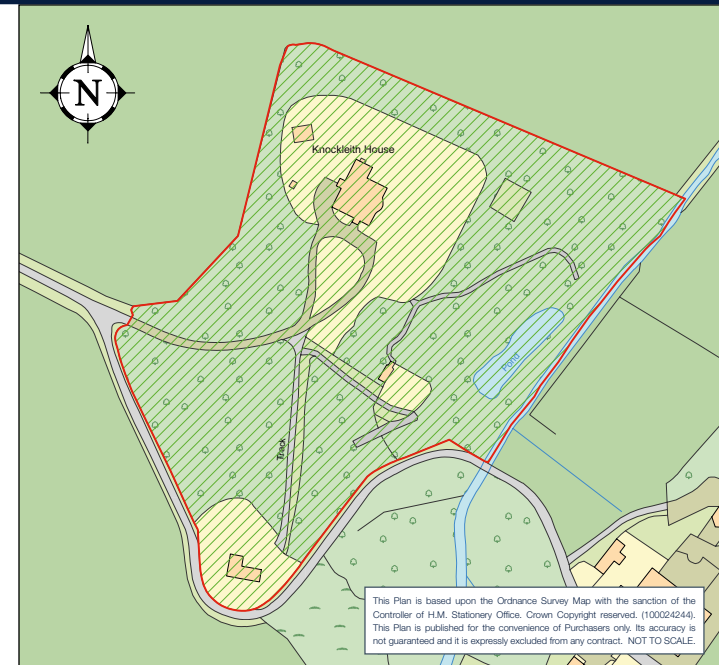 N
Knockleith House
Pond
Track
This Plan is based upon the Ordnance Survey Map with the sanction of the
Controller of H.M. Stationery Office. Crown Copyright reserved. (100024244).
This Plan is published for the convenience of Purchasers only. Its accuracy is
not guaranteed and it is expressly excluded from any contract. NOT TO SCALE.